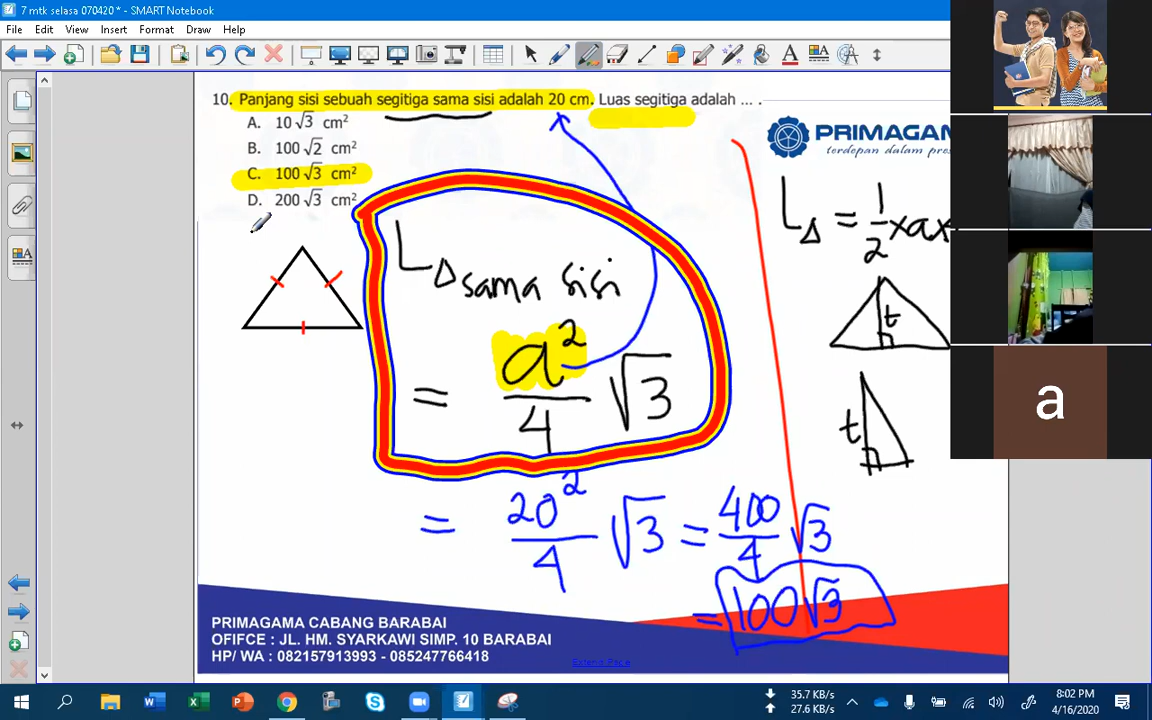 7 mtk selasa 070420 * - SMART Notebook
File Edit View Insert Format Draw Help
10. Panjang sisi sebuah segitiga sama sisi adalah 20 cm. Luas segitiga adalah ... .
A. 10√3 cm²
B. 100√2 cm²
C. 100√3 cm²
D. 200√3 cm²
PRIMAGAMA
terdepan dalam pres
L△ sama sisi
= a²/4 √3
= 20²/4 √3 = 400/4 √3
= 100√3
L△ = 1/2 x a x
t
t
a
PRIMAGAMA CABANG BARABAI
OFIFCE : JL. HM. SYARKAWI SIMP. 10 BARABAI
HP/ WA : 082157913993 - 085247766418
Extend Page
35.7 KB/s
27.6 KB/s
8:02 PM
4/16/2020